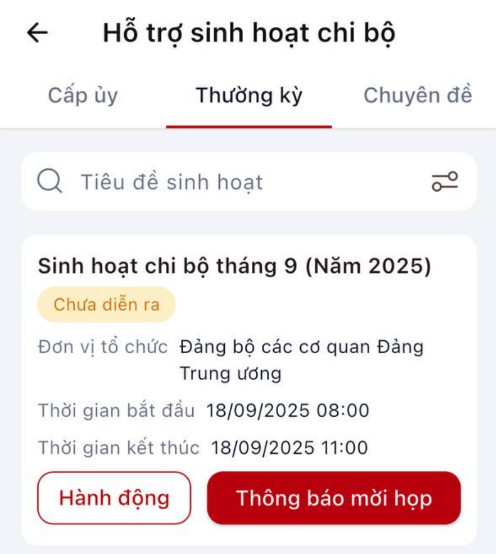 Hỗ trợ sinh hoạt chi bộ
Cấp ủy Thường kỳ Chuyên đề
Tiêu đề sinh hoạt
Sinh hoạt chi bộ tháng 9 (Năm 2025)
Chưa diễn ra
Đơn vị tổ chức Đảng bộ các cơ quan Đảng
Trung ương
Thời gian bắt đầu 18/09/2025 08:00
Thời gian kết thúc 18/09/2025 11:00
Hành động Thông báo mời họp